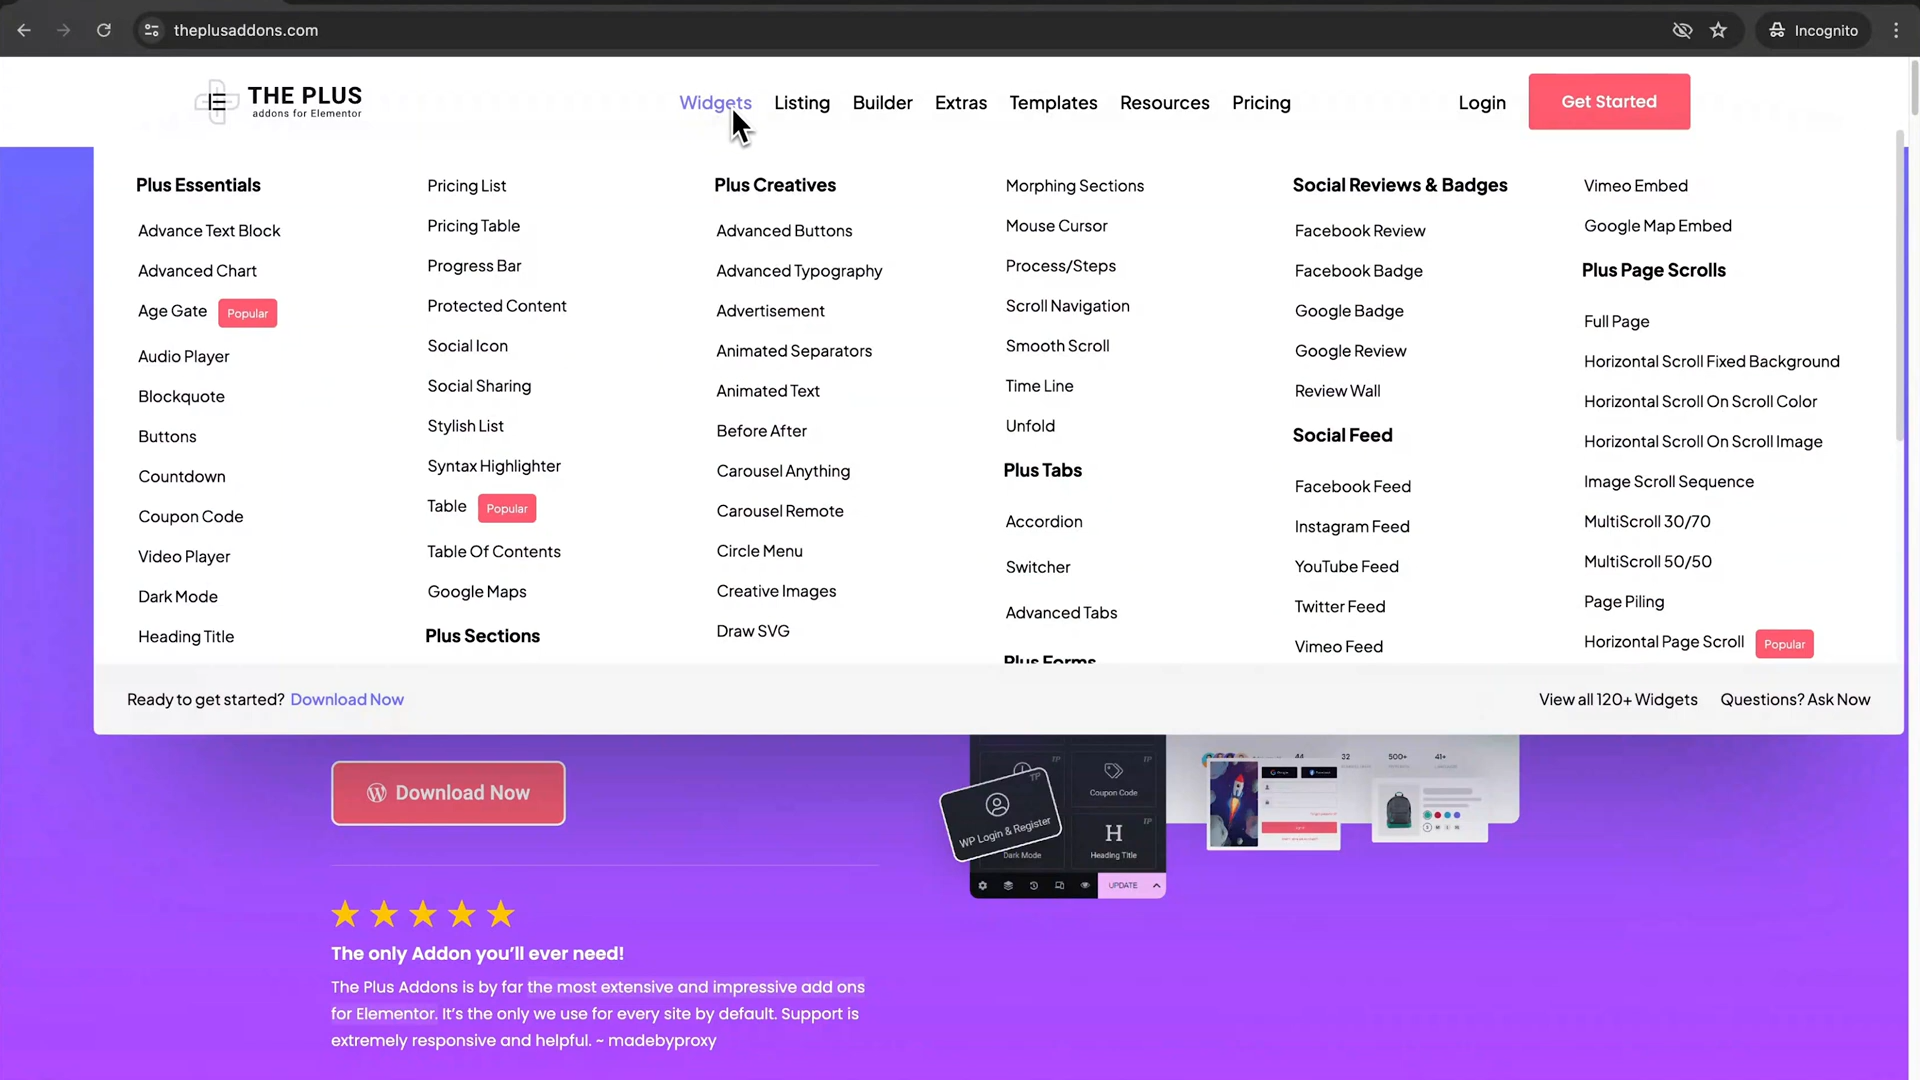 theplusaddons.com
Incognito
THE PLUS
addons for Elementor
Widgets Listing Builder Extras Templates Resources Pricing
Login
Get Started
Plus Essentials
Advance Text Block
Advanced Chart
Age Gate Popular
Audio Player
Blockquote
Buttons
Countdown
Coupon Code
Video Player
Dark Mode
Heading Title
Pricing List
Pricing Table
Progress Bar
Protected Content
Social Icon
Social Sharing
Stylish List
Syntax Highlighter
Table Popular
Table Of Contents
Google Maps
Plus Sections
Plus Creatives
Advanced Buttons
Advanced Typography
Advertisement
Animated Separators
Animated Text
Before After
Carousel Anything
Carousel Remote
Circle Menu
Creative Images
Draw SVG
Morphing Sections
Mouse Cursor
Process/Steps
Scroll Navigation
Smooth Scroll
Time Line
Unfold
Plus Tabs
Accordion
Switcher
Advanced Tabs
Plus Forms
Social Reviews & Badges
Facebook Review
Facebook Badge
Google Badge
Google Review
Review Wall
Social Feed
Facebook Feed
Instagram Feed
YouTube Feed
Twitter Feed
Vimeo Feed
Vimeo Embed
Google Map Embed
Plus Page Scrolls
Full Page
Horizontal Scroll Fixed Background
Horizontal Scroll On Scroll Color
Horizontal Scroll On Scroll Image
Image Scroll Sequence
MultiScroll 30/70
MultiScroll 50/50
Page Piling
Horizontal Page Scroll Popular
Ready to get started? Download Now
View all 120+ Widgets
Questions? Ask Now
Download Now
The only Addon you'll ever need!
The Plus Addons is by far the most extensive and impressive add ons
for Elementor. It's the only we use for every site by default. Support is
extremely responsive and helpful. ~ madebyproxy
TP
TP
Coupon Code
TP
WP Login & Register
TP
H
Dark Mode
Heading Title
UPDATE
44
32
500+
41+